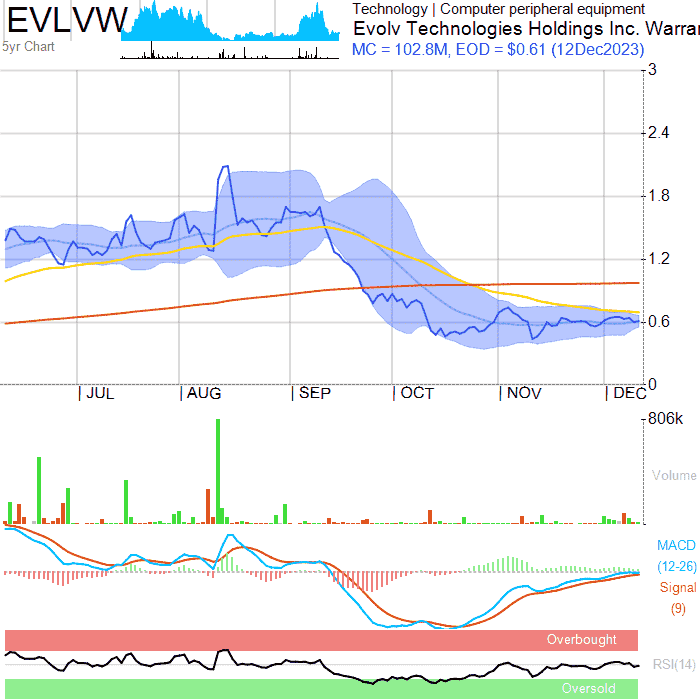 EVLVW
5yr Chart
Technology | Computer peripheral equipment
Evolv Technologies Holdings Inc. Warrar
MC = 102.8M, EOD = $0.61 (12Dec2023)
3
2.4
1.8
1.2
0.6
0
JUL
AUG
SEP
OCT
NOV
DEC
806k
Volume
MACD
(12-26)
Signal
(9)
Overbought
RSI(14)
Oversold